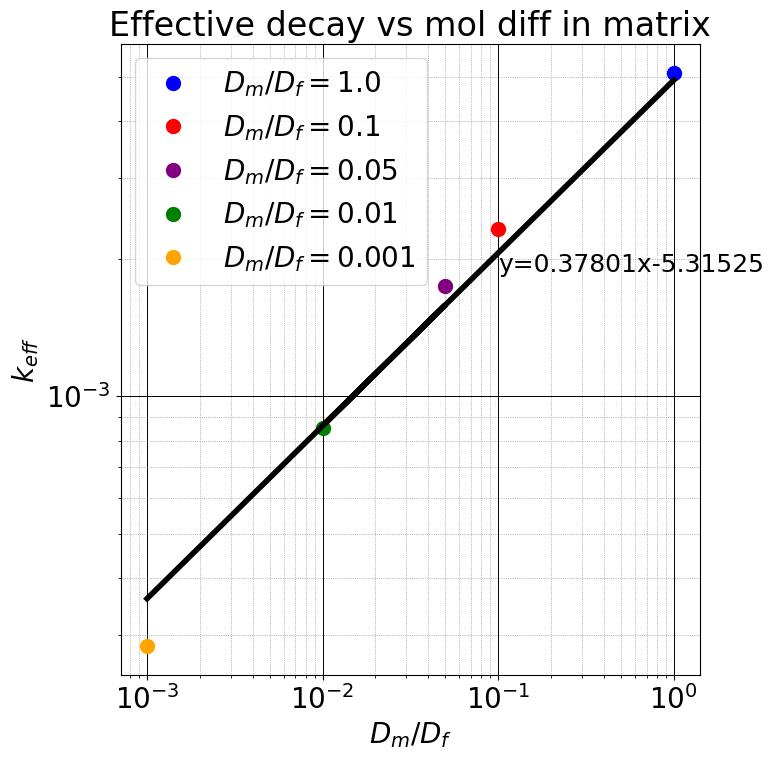 Effective decay vs mol diff in matrix
$D_m/D_f = 1.0$
$D_m/D_f = 0.1$
$D_m/D_f = 0.05$
$D_m/D_f = 0.01$
$D_m/D_f = 0.001$
y=0.37801x-5.31525
$k_{eff}$
$10^{-3}$
$10^{-3}$ $10^{-2}$ $10^{-1}$ $10^{0}$
$D_m/D_f$